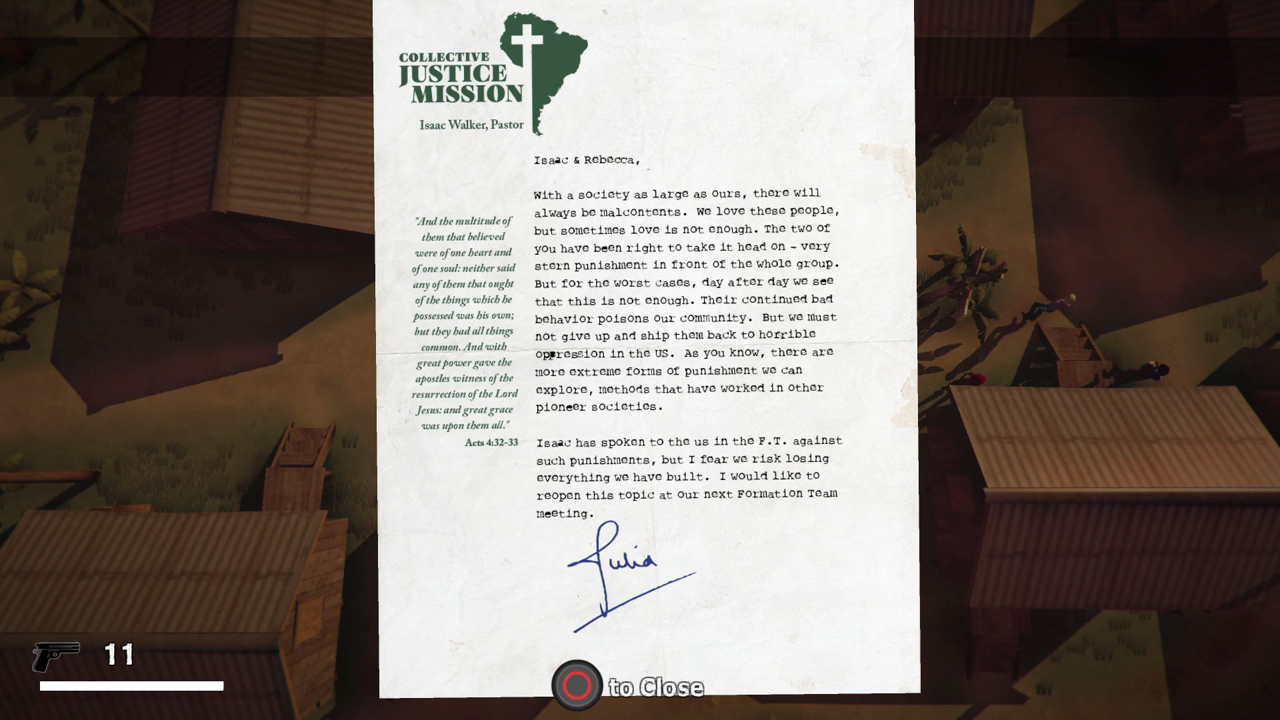 COLLECTIVE
JUSTICE
MISSION
Isaac Walker, Pastor
Isaac & Rebecca,
With a society as large as ours, there will
always be malcontents. We love these people,
but sometimes love is not enough. The two of
you have been right to take it head on - very
stern punishment in front of the whole group.
But for the worst cases, day after day we see
that this is not enough. Their continued bad
behavior poisons our community. But we must
not give up and ship them back to horrible
oppression in the US. As you know, there are
more extreme forms of punishment we can
explore, methods that have worked in other
pioneer societies.
Isaac has spoken to the us in the F.T. against
such punishments, but I fear we risk losing
everything we have built. I would like to
reopen this topic at our next Formation Team
meeting.
Julia
"And the multitude of
them that believed
were of one heart and
of one soul: neither said
any of them that ought
of the things which he
possessed was his own;
but they had all things
common. And with
great power gave the
apostles witness of the
resurrection of the Lord
Jesus: and great grace
was upon them all."
Acts 4:32-33
11
to Close